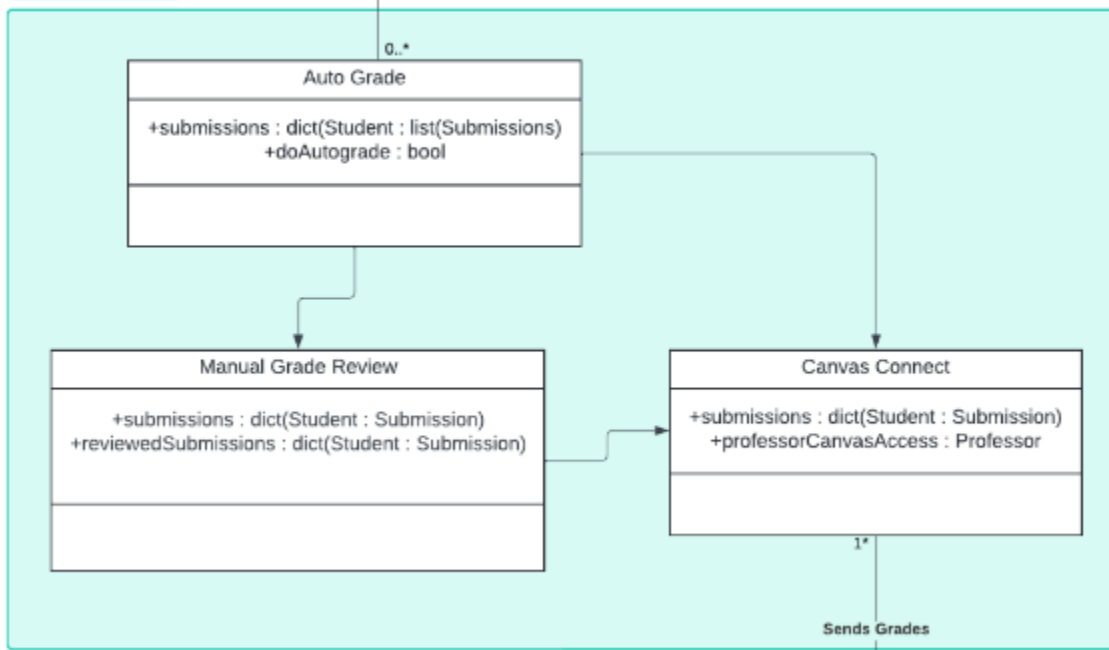 0..*
Auto Grade
+submissions : dict(Student : list(Submissions)
+doAutograde : bool
Manual Grade Review
+submissions : dict(Student : Submission)
+reviewedSubmissions : dict(Student : Submission)
Canvas Connect
+submissions : dict(Student : Submission)
+professorCanvasAccess : Professor
1*
Sends Grades